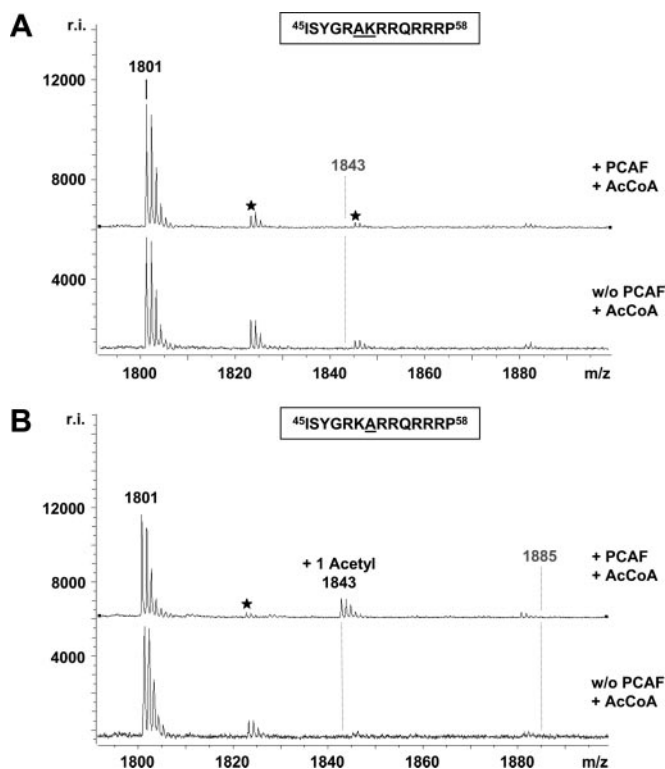 A
r.i.
⁴⁵ISYGRAKRRQRRRP⁵⁸
1801
12000
1843
+ PCAF
+ AcCoA
8000
★ ★
4000
w/o PCAF
+ AcCoA
1800 1820 1840 1860 1880 m/z
B
r.i.
⁴⁵ISYGRKARRQRRRP⁵⁸
1801
12000
+ 1 Acetyl
1843
1885
+ PCAF
+ AcCoA
8000
★
4000
w/o PCAF
+ AcCoA
1800 1820 1840 1860 1880 m/z